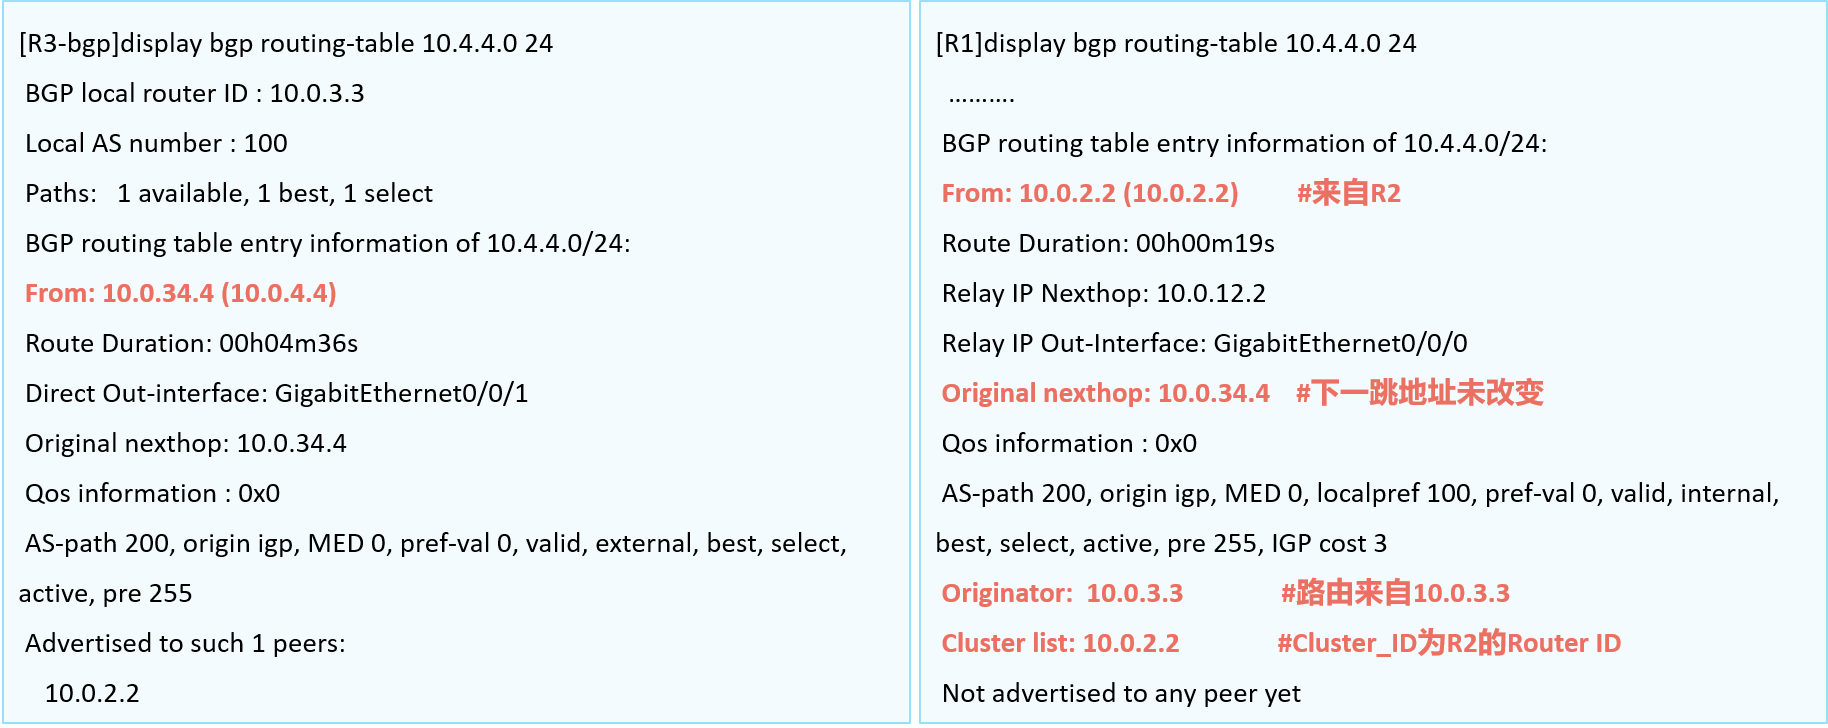 [R3-bgp]display bgp routing-table 10.4.4.0 24
BGP local router ID : 10.0.3.3
Local AS number : 100
Paths:   1 available, 1 best, 1 select
BGP routing table entry information of 10.4.4.0/24:
From: 10.0.34.4 (10.0.4.4)
Route Duration: 00h04m36s
Direct Out-interface: GigabitEthernet0/0/1
Original nexthop: 10.0.34.4
Qos information : 0x0
AS-path 200, origin igp, MED 0, pref-val 0, valid, external, best, select,
active, pre 255
Advertised to such 1 peers:
10.0.2.2
[R1]display bgp routing-table 10.4.4.0 24
……….
BGP routing table entry information of 10.4.4.0/24:
From: 10.0.2.2 (10.0.2.2)        #来自R2
Route Duration: 00h00m19s
Relay IP Nexthop: 10.0.12.2
Relay IP Out-Interface: GigabitEthernet0/0/0
Original nexthop: 10.0.34.4    #下一跳地址未改变
Qos information : 0x0
AS-path 200, origin igp, MED 0, localpref 100, pref-val 0, valid, internal,
best, select, active, pre 255, IGP cost 3
Originator:  10.0.3.3              #路由来自10.0.3.3
Cluster list: 10.0.2.2              #Cluster_ID为R2的Router ID
Not advertised to any peer yet